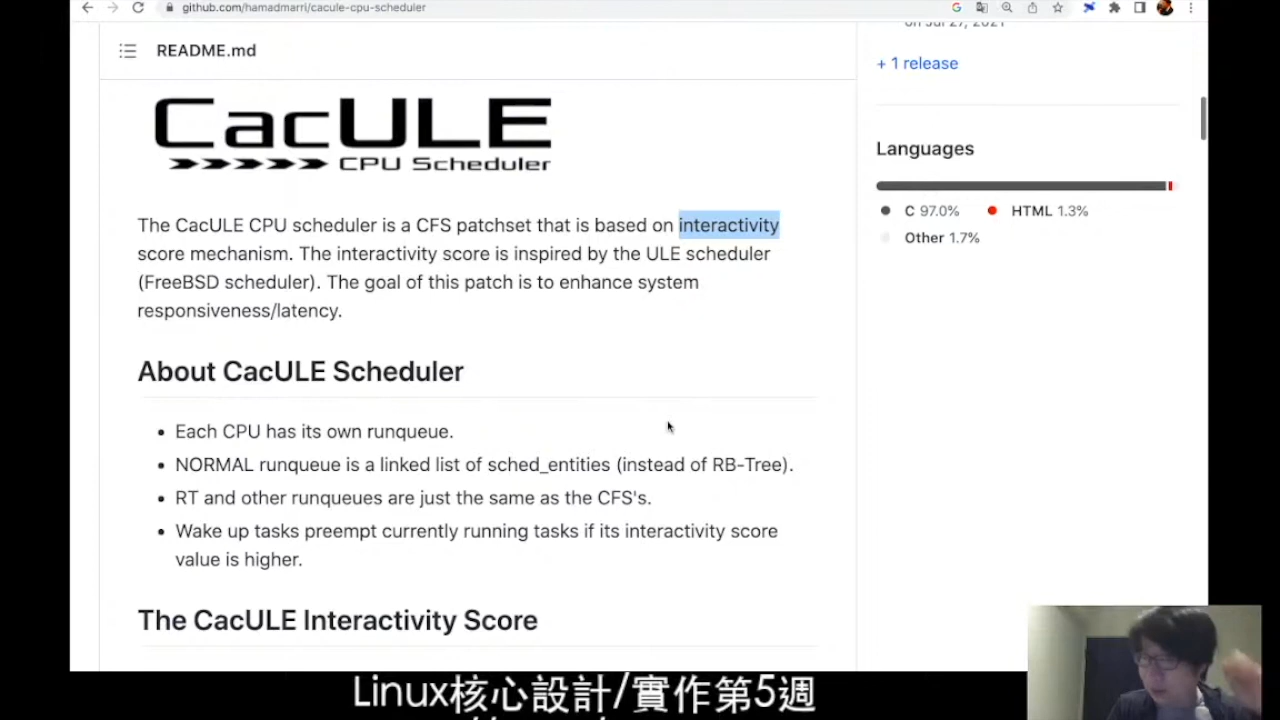 github.com/hamadmarri/cacule-cpu-scheduler
on Jul 27, 2021
README.md
+ 1 release
CacULE
CPU Scheduler
Languages
C 97.0% HTML 1.3%
Other 1.7%
The CacULE CPU scheduler is a CFS patchset that is based on interactivity
score mechanism. The interactivity score is inspired by the ULE scheduler
(FreeBSD scheduler). The goal of this patch is to enhance system
responsiveness/latency.
About CacULE Scheduler
Each CPU has its own runqueue.
NORMAL runqueue is a linked list of sched_entities (instead of RB-Tree).
RT and other runqueues are just the same as the CFS's.
Wake up tasks preempt currently running tasks if its interactivity score
value is higher.
The CacULE Interactivity Score
Linux核心設計/實作第5週